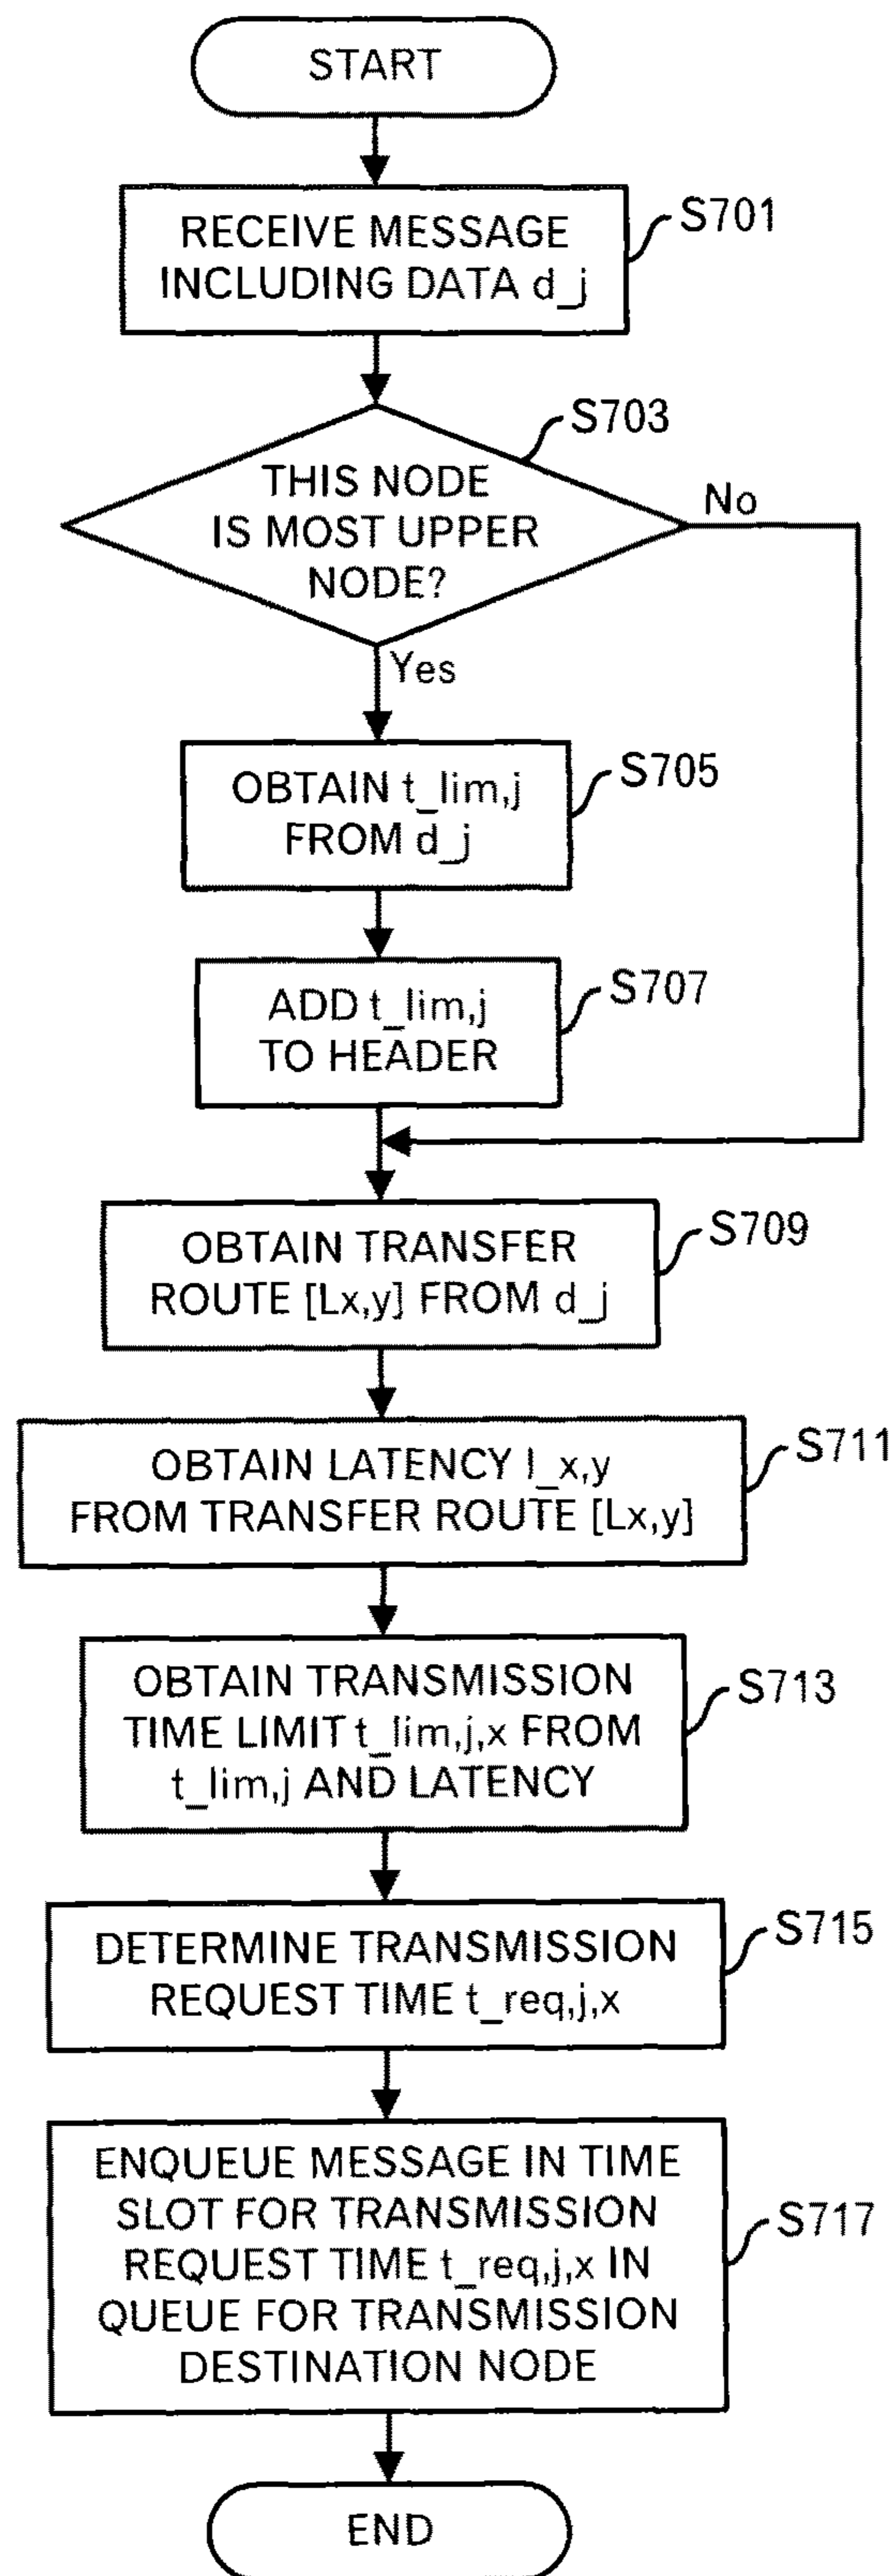 START
RECEIVE MESSAGE
INCLUDING DATA d_j
S701
S703
THIS NODE
IS MOST UPPER
NODE?
No
Yes
OBTAIN t_lim,j
FROM d_j
S705
ADD t_lim,j
TO HEADER
S707
OBTAIN TRANSFER
ROUTE [Lx,y] FROM d_j
S709
OBTAIN LATENCY l_x,y
FROM TRANSFER ROUTE [Lx,y]
S711
OBTAIN TRANSMISSION
TIME LIMIT t_lim,j,x FROM
t_lim,j AND LATENCY
S713
DETERMINE TRANSMISSION
REQUEST TIME t_req,j,x
S715
ENQUEUE MESSAGE IN TIME
SLOT FOR TRANSMISSION
REQUEST TIME t_req,j,x IN
QUEUE FOR TRANSMISSION
DESTINATION NODE
S717
END